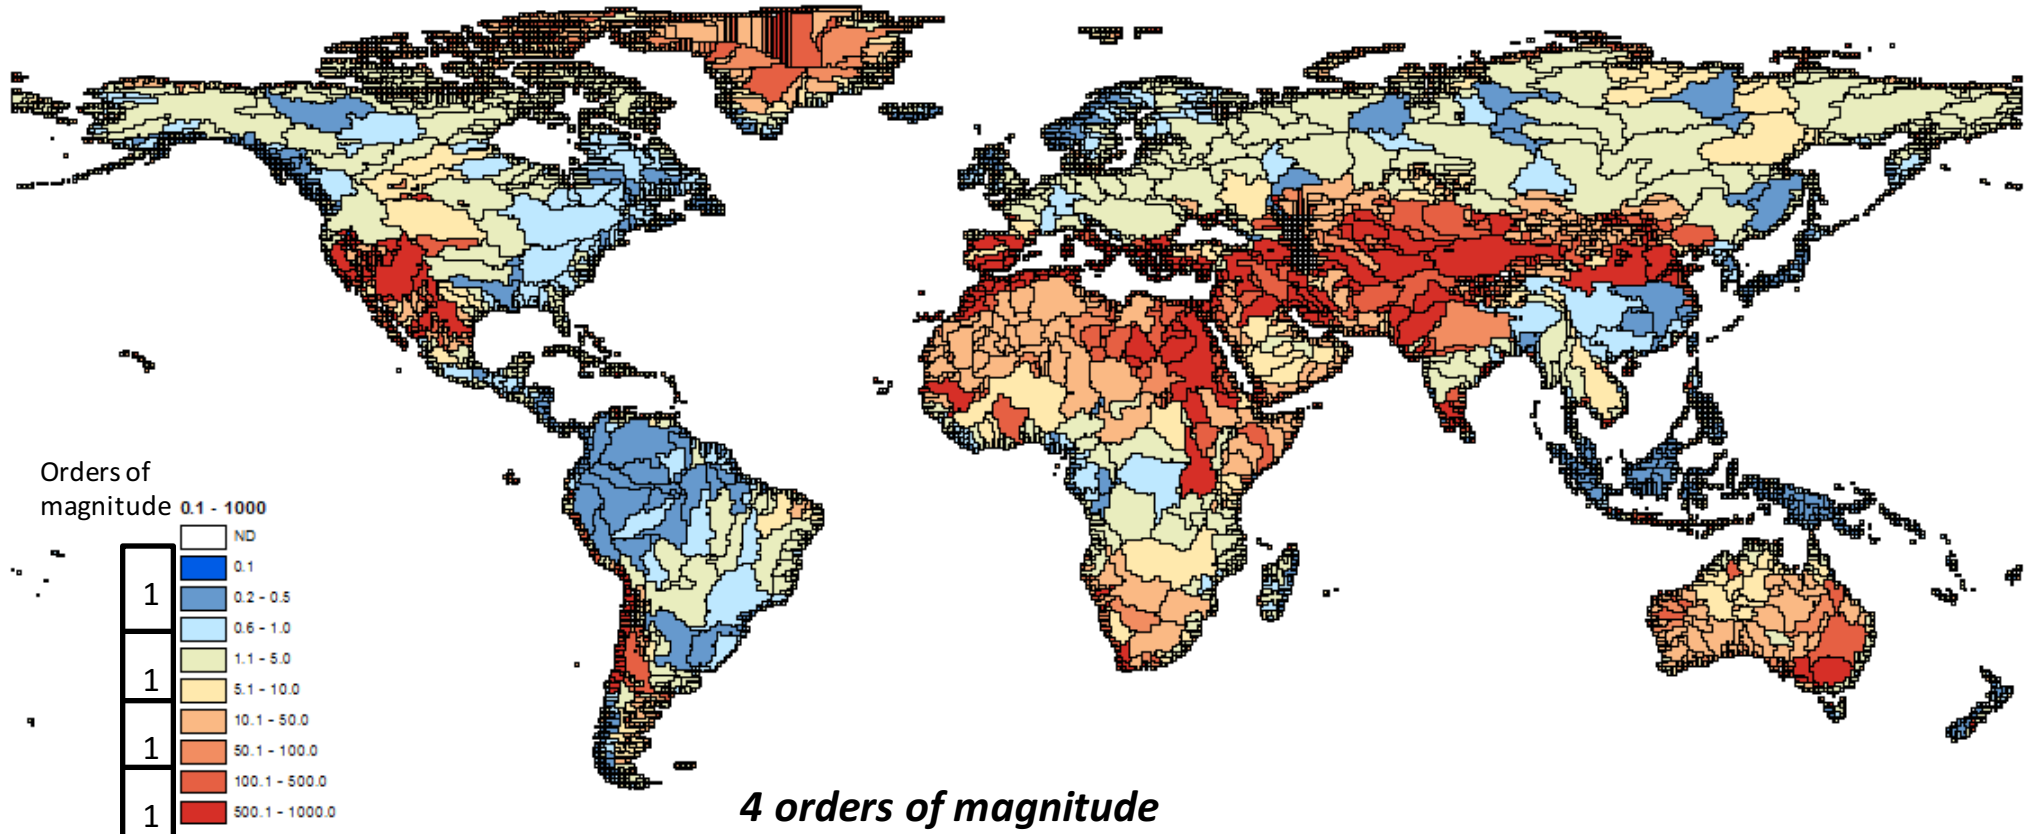 Orders of
magnitude
0.1 - 1000
ND
0.1
0.2 - 0.5
0.6 - 1.0
1.1 - 5.0
5.1 - 10.0
10.1 - 50.0
50.1 - 100.0
100.1 - 500.0
500.1 - 1000.0
1
1
1
1
4 orders of magnitude